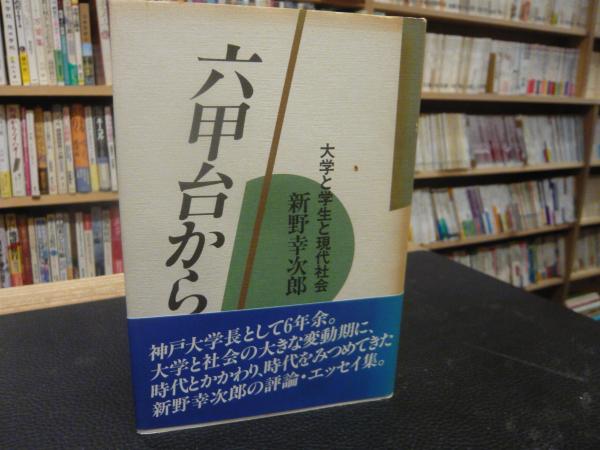 六甲台から
大学と学生と現代社会
新野幸次郎
神戸大学長として6年余。
大学と社会の大きな変動期に、
時代とかかわり、時代をみつめてきた
新野幸次郎の評論・エッセイ集。